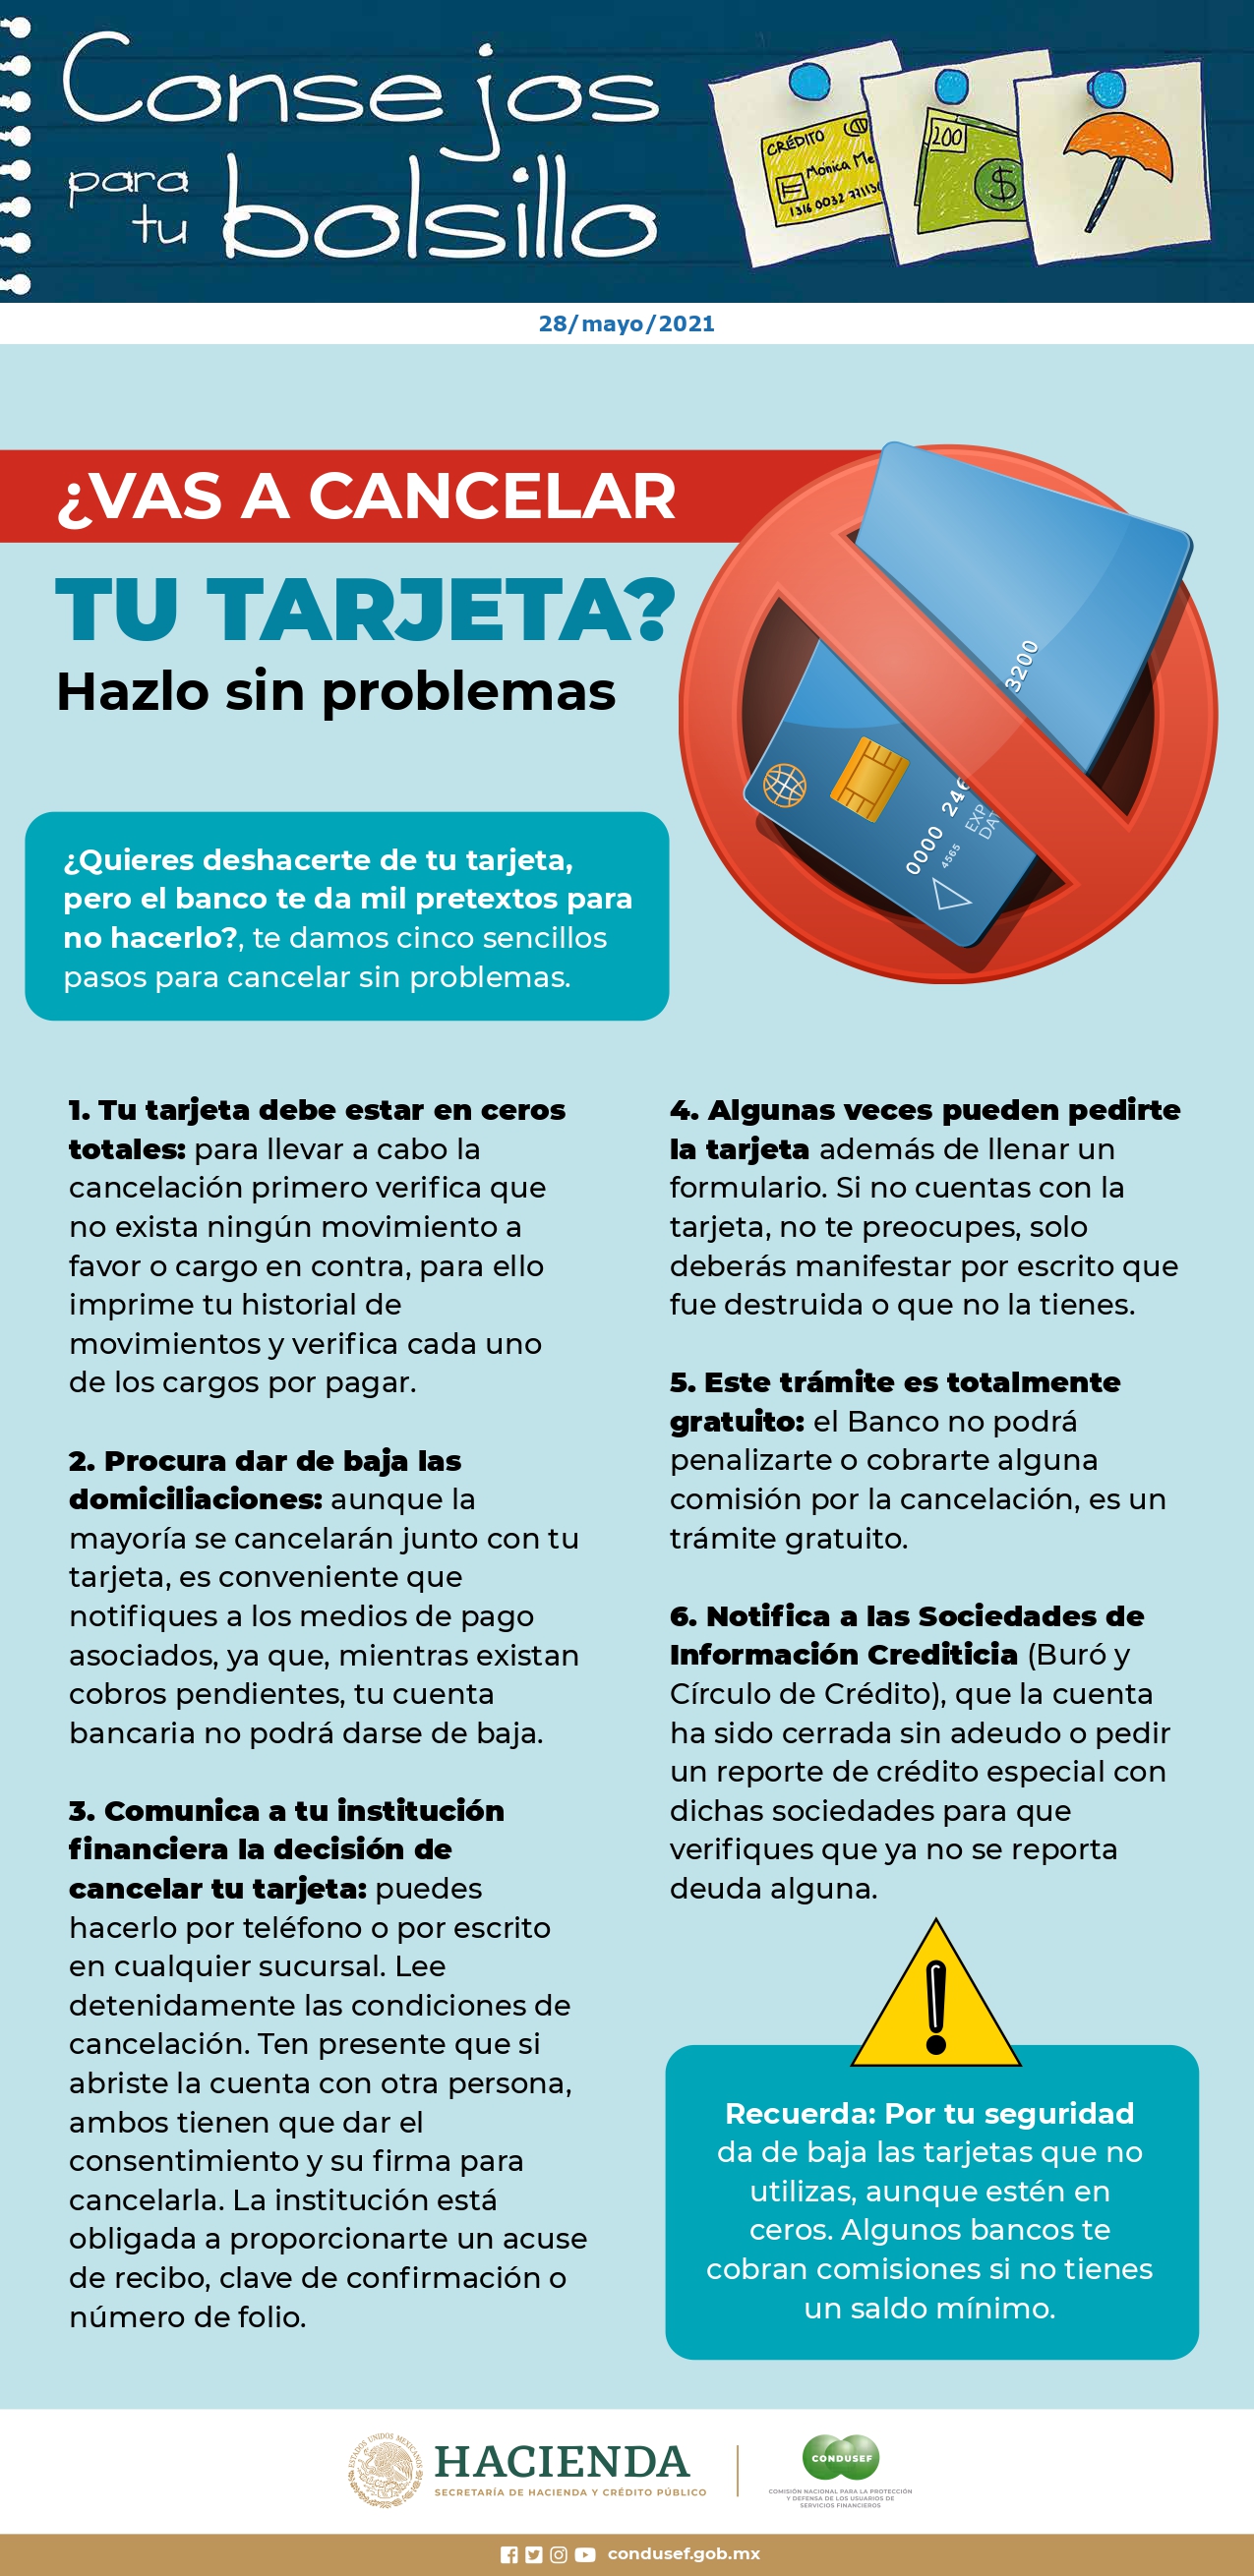 Consejos
para
tu bolsillo
CRÉDITO
Mónica Me
1316 0032 77113
200
$
28/mayo/2021
¿VAS A CANCELAR
TU TARJETA?
Hazlo sin problemas
3200
0000 246
4565
EXP
DAT
¿Quieres deshacerte de tu tarjeta,
pero el banco te da mil pretextos para
no hacerlo?, te damos cinco sencillos
pasos para cancelar sin problemas.
1. Tu tarjeta debe estar en ceros
totales: para llevar a cabo la
cancelación primero verifica que
no exista ningún movimiento a
favor o cargo en contra, para ello
imprime tu historial de
movimientos y verifica cada uno
de los cargos por pagar.
2. Procura dar de baja las
domiciliaciones: aunque la
mayoría se cancelarán junto con tu
tarjeta, es conveniente que
notifiques a los medios de pago
asociados, ya que, mientras existan
cobros pendientes, tu cuenta
bancaria no podrá darse de baja.
3. Comunica a tu institución
financiera la decisión de
cancelar tu tarjeta: puedes
hacerlo por teléfono o por escrito
en cualquier sucursal. Lee
detenidamente las condiciones de
cancelación. Ten presente que si
abriste la cuenta con otra persona,
ambos tienen que dar el
consentimiento y su firma para
cancelarla. La institución está
obligada a proporcionarte un acuse
de recibo, clave de confirmación o
número de folio.
4. Algunas veces pueden pedirte
la tarjeta además de llenar un
formulario. Si no cuentas con la
tarjeta, no te preocupes, solo
deberás manifestar por escrito que
fue destruida o que no la tienes.
5. Este trámite es totalmente
gratuito: el Banco no podrá
penalizarte o cobrarte alguna
comisión por la cancelación, es un
trámite gratuito.
6. Notifica a las Sociedades de
Información Crediticia (Buró y
Círculo de Crédito), que la cuenta
ha sido cerrada sin adeudo o pedir
un reporte de crédito especial con
dichas sociedades para que
verifiques que ya no se reporta
deuda alguna.
Recuerda: Por tu seguridad
da de baja las tarjetas que no
utilizas, aunque estén en
ceros. Algunos bancos te
cobran comisiones si no tienes
un saldo mínimo.
ESTADOS UNIDOS MEXICANOS
HACIENDA
SECRETARÍA DE HACIENDA Y CRÉDITO PÚBLICO
CONDUSEF
COMISIÓN NACIONAL PARA LA PROTECCIÓN
Y DEFENSA DE LOS USUARIOS DE
SERVICIOS FINANCIEROS
condusef.gob.mx